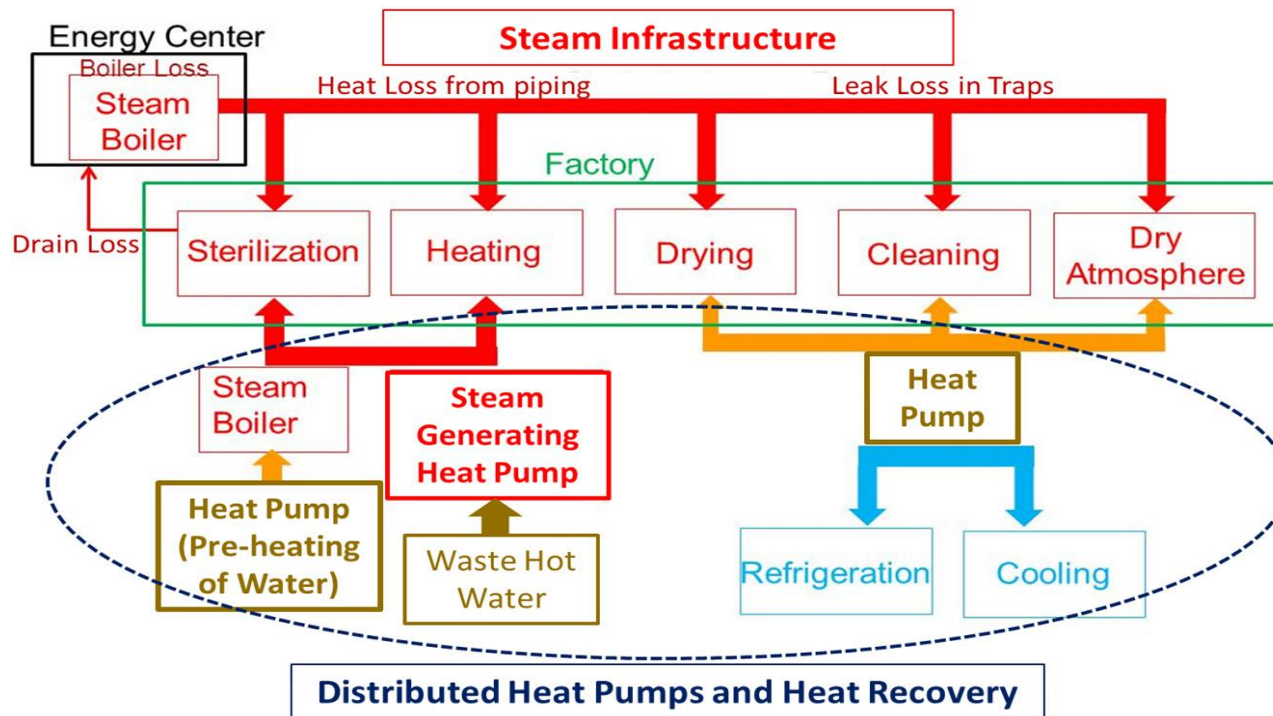 Energy Center
Steam Infrastructure
Boiler Loss
Steam
Boiler
Heat Loss from piping
Leak Loss in Traps
Factory
Drain Loss
Sterilization
Heating
Drying
Cleaning
Dry
Atmosphere
Steam
Boiler
Steam
Generating
Heat Pump
Heat
Pump
Heat Pump
(Pre-heating
of Water)
Waste Hot
Water
Refrigeration
Cooling
Distributed Heat Pumps and Heat Recovery